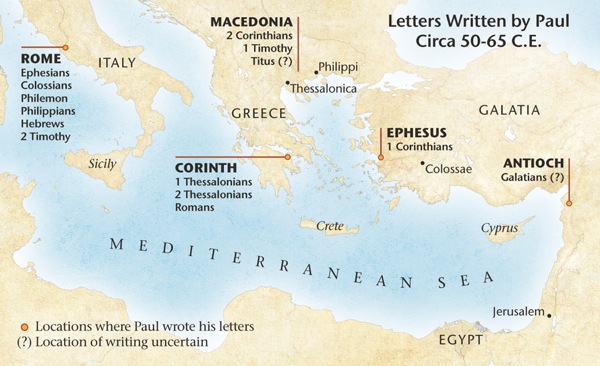 Letters Written by Paul
Circa 50-65 C.E.
MACEDONIA
2 Corinthians
1 Timothy
Titus (?)
ROME
Ephesians
Colossians
Philemon
Philippians
Hebrews
2 Timothy
ITALY
Philippi
Thessalonica
GREECE
GALATIA
EPHESUS
1 Corinthians
Colossae
ANTIOCH
Galatians (?)
Sicily
CORINTH
1 Thessalonians
2 Thessalonians
Romans
Crete
Cyprus
MEDITERRANEAN SEA
Jerusalem
EGYPT
Locations where Paul wrote his letters
(?) Location of writing uncertain